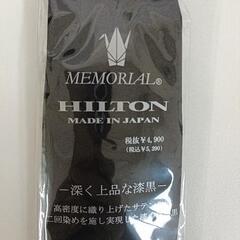 MEMORIAL®
HILTON
MADE IN JAPAN
税抜¥4,900
(税込¥5,390)
―深く上品な漆黒―
高密度に織り上げたサテン
二回染めを施し実現した